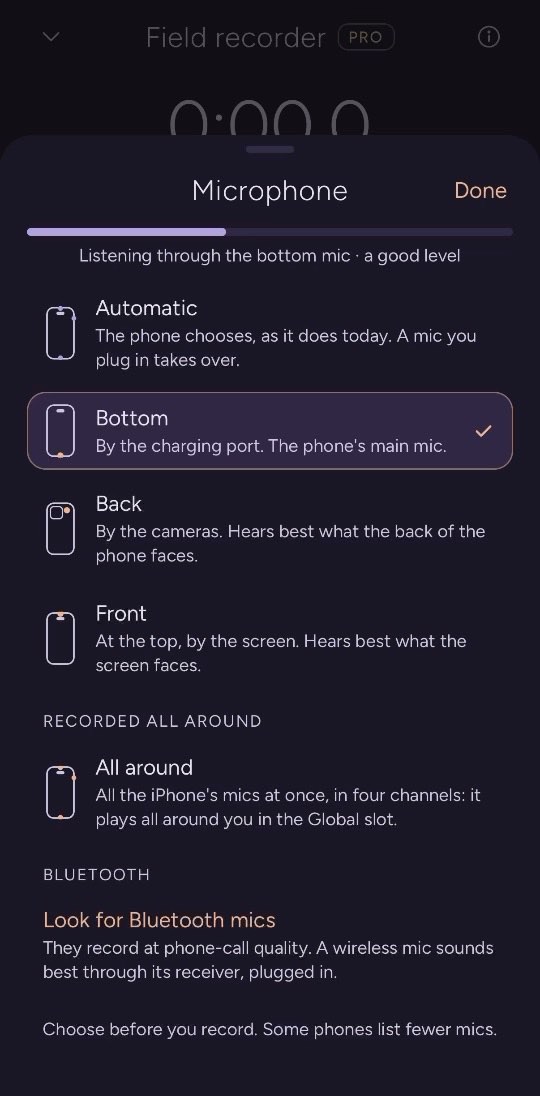 Field recorder PRO
0:00.0
Microphone
Done
Listening through the bottom mic · a good level
Automatic
The phone chooses, as it does today. A mic you
plug in takes over.
Bottom
By the charging port. The phone's main mic.
Back
By the cameras. Hears best what the back of the
phone faces.
Front
At the top, by the screen. Hears best what the
screen faces.
RECORDED ALL AROUND
All around
All the iPhone's mics at once, in four channels: it
plays all around you in the Global slot.
BLUETOOTH
Look for Bluetooth mics
They record at phone-call quality. A wireless mic sounds
best through its receiver, plugged in.
Choose before you record. Some phones list fewer mics.